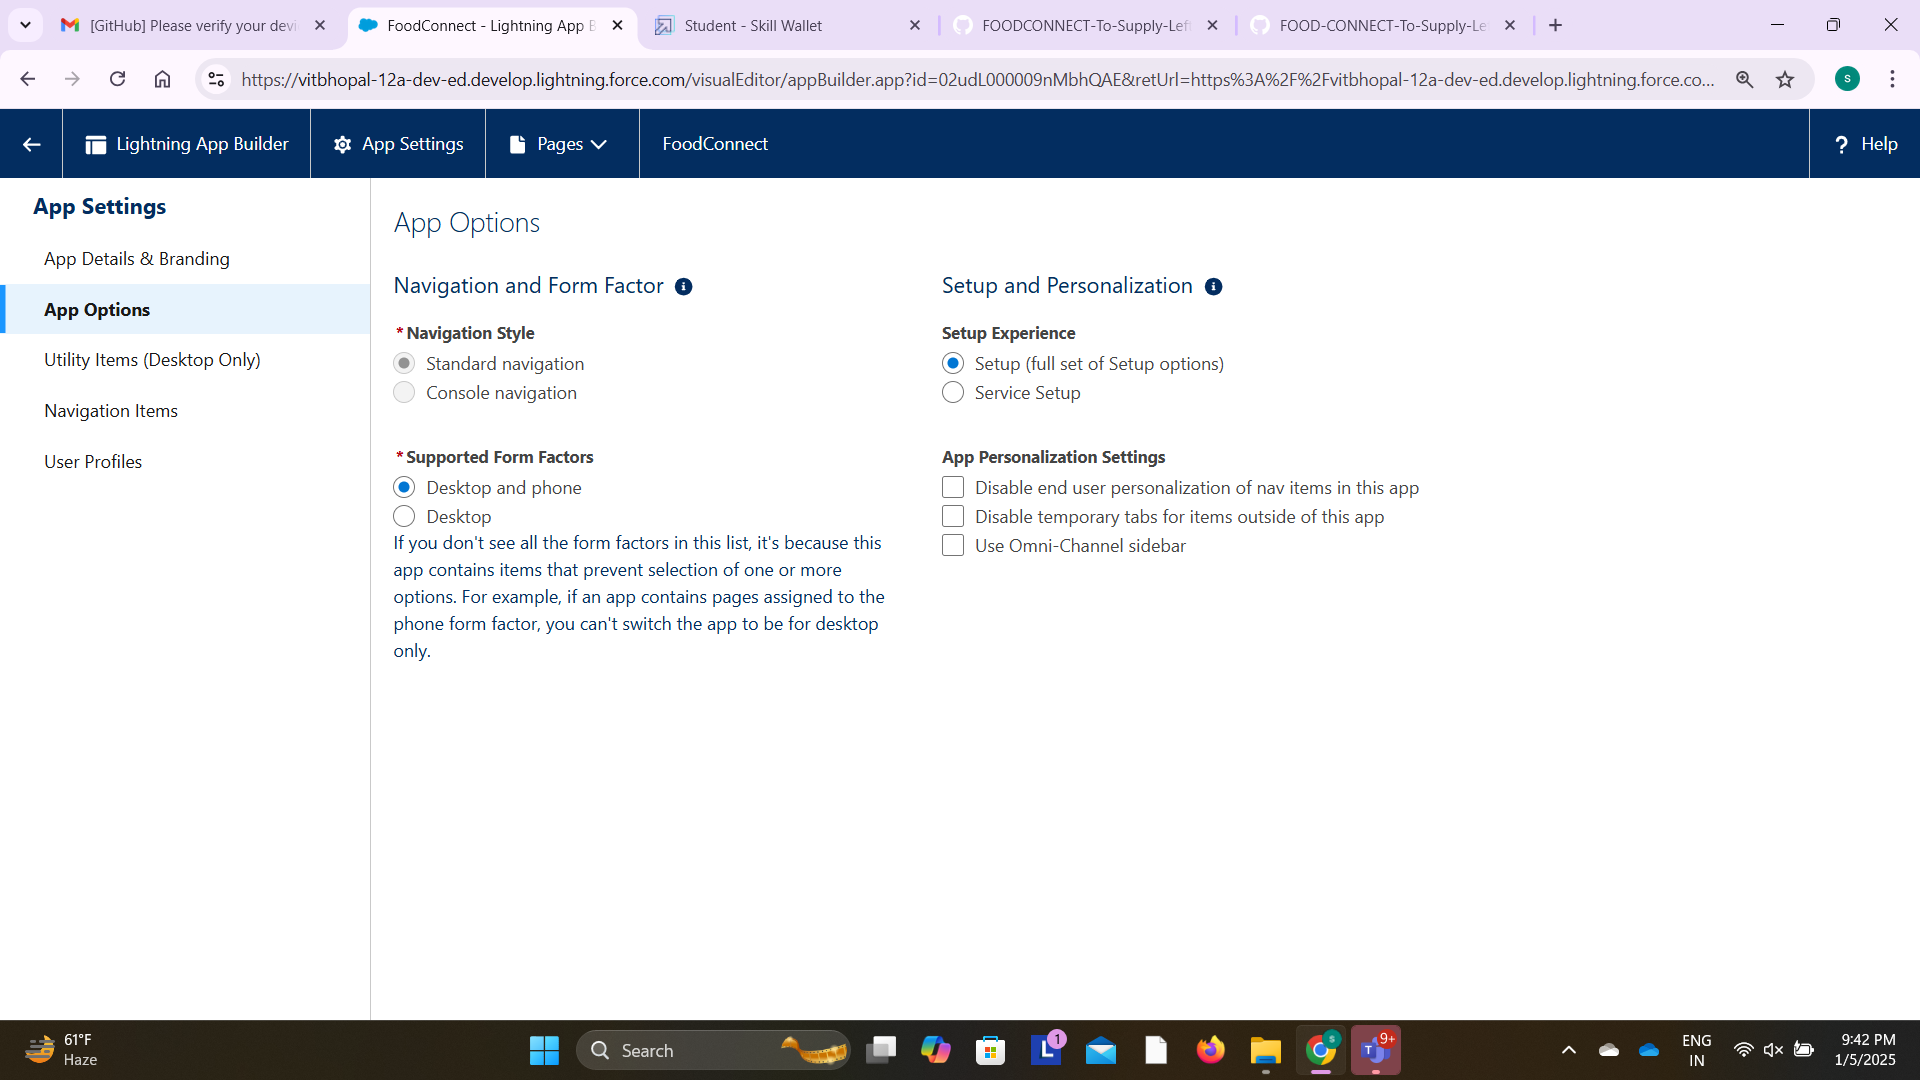 [GitHub] Please verify your devi
FoodConnect - Lightning App B
Student - Skill Wallet
FOODCONNECT-To-Supply-Left
FOOD-CONNECT-To-Supply-Le
https://vitbhopal-12a-dev-ed.develop.lightning.force.com/visualEditor/appBuilder.app?id=02udL000009nMbhQAE&retUrl=https%3A%2F%2Fvitbhopal-12a-dev-ed.develop.lightning.force.co...
S
Lightning App Builder
App Settings
Pages
FoodConnect
? Help
App Settings
App Details & Branding
App Options
Utility Items (Desktop Only)
Navigation Items
User Profiles
App Options
Navigation and Form Factor
*Navigation Style
Standard navigation
Console navigation
*Supported Form Factors
Desktop and phone
Desktop
If you don't see all the form factors in this list, it's because this
app contains items that prevent selection of one or more
options. For example, if an app contains pages assigned to the
phone form factor, you can't switch the app to be for desktop
only.
Setup and Personalization
Setup Experience
Setup (full set of Setup options)
Service Setup
App Personalization Settings
Disable end user personalization of nav items in this app
Disable temporary tabs for items outside of this app
Use Omni-Channel sidebar
61°F
Haze
Search
L
1
S
T
9+
ENG
IN
9:42 PM
1/5/2025